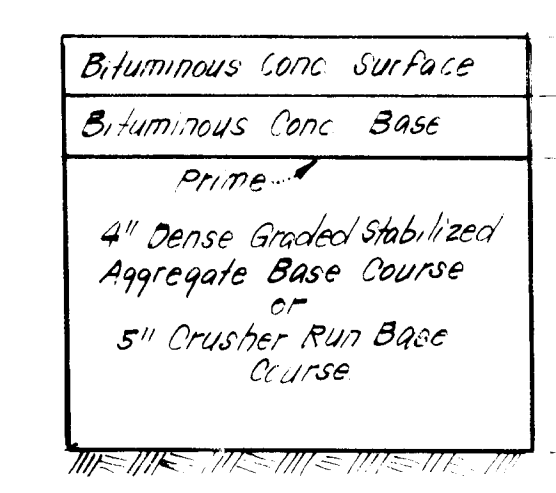 Bituminous Conc. Surface
Bituminous Conc. Base
Prime
4" Dense Graded Stabilized
Aggregate Base Course
or
5" Crusher Run Base
Course